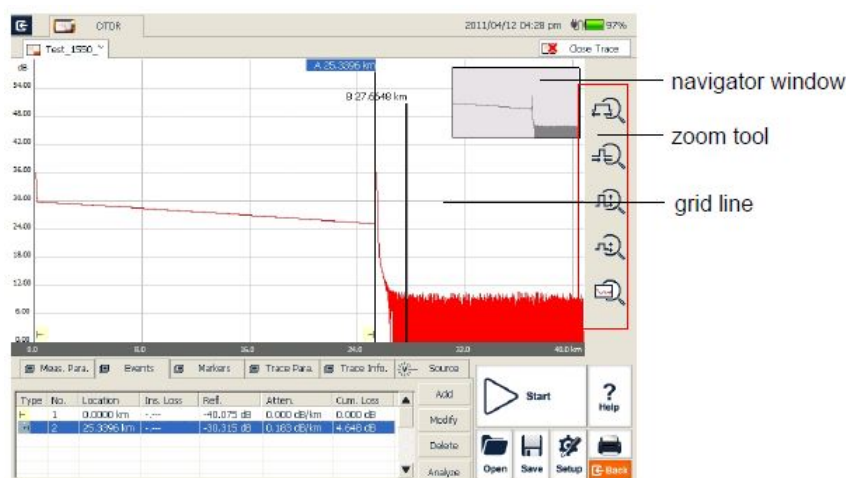 OTDR 2011/04/12 04:28 pm 97%
Test_1550_* Close Trace
dB A 25.3396 km
B 27.6548 km
navigator window
zoom tool
grid line
54.00
48.00
42.00
36.00
30.00
24.00
18.00
12.00
6.00
0.00
0.0 8.0 16.0 24.0 32.0 40.0 km
Meas. Para. Events Markers Trace Para. Trace Info. Source
Type No. Location Ins. Loss Refl. Atten. Cum. Loss
1 0.0000 km -.-- -40.075 dB 0.000 dB/km 0.000 dB
2 25.3396 km -.-- -30.315 dB 0.183 dB/km 4.648 dB
Add
Modify
Delete
Analyze
Start
?
Help
Open Save Setup Back